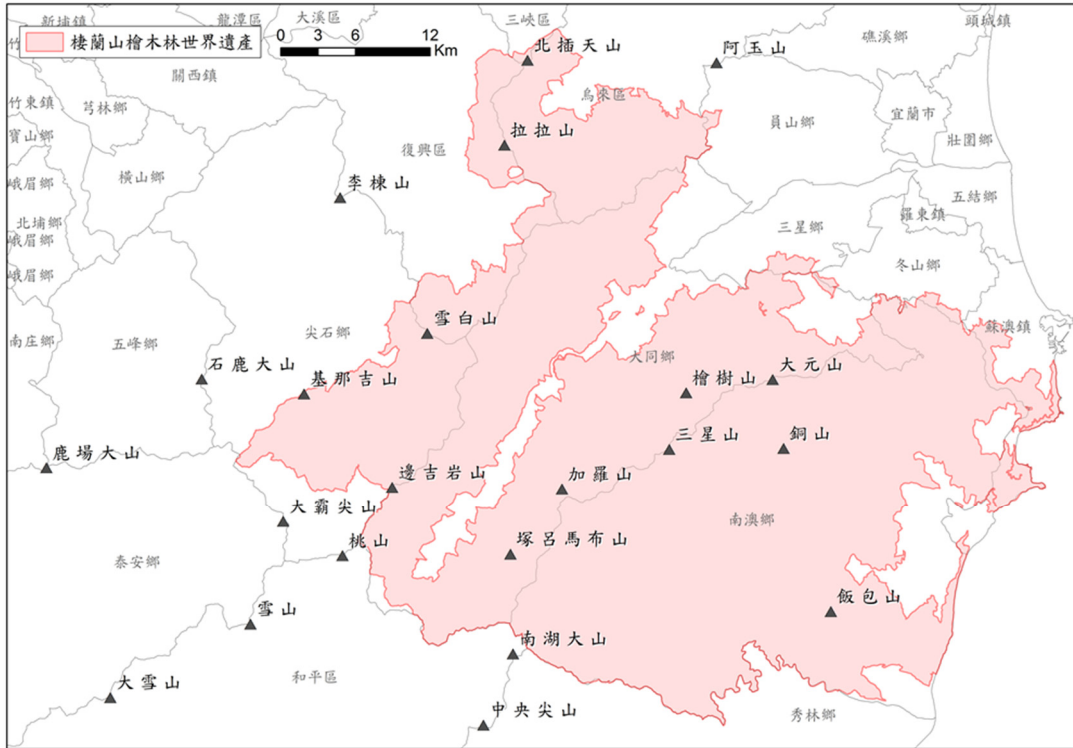 新埔鎮
龍潭區
大溪區
三峽區
頭城鎮
棲蘭山檜木林世界遺產
0 3 6 12
Km
北插天山
阿玉山
礁溪鄉
關西鎮
烏來區
竹東鎮
芎林鄉
宜蘭市
員山鄉
寶山鄉
拉拉山
壯圍鄉
復興區
橫山鄉
峨眉鄉
李棟山
五結鄉
北埔鄉
羅東鎮
三星鄉
峨眉鄉
冬山鄉
峨眉鄉
蘇澳鎮
雪白山
尖石鄉
南庄鄉
五峰鄉
大同鄉
石鹿大山
大元山
檜樹山
基那吉山
三星山
銅山
鹿場大山
邊吉岩山
加羅山
大霸尖山
南澳鄉
桃山
塚呂馬布山
泰安鄉
飯包山
雪山
南湖大山
和平區
大雪山
中央尖山
秀林鄉